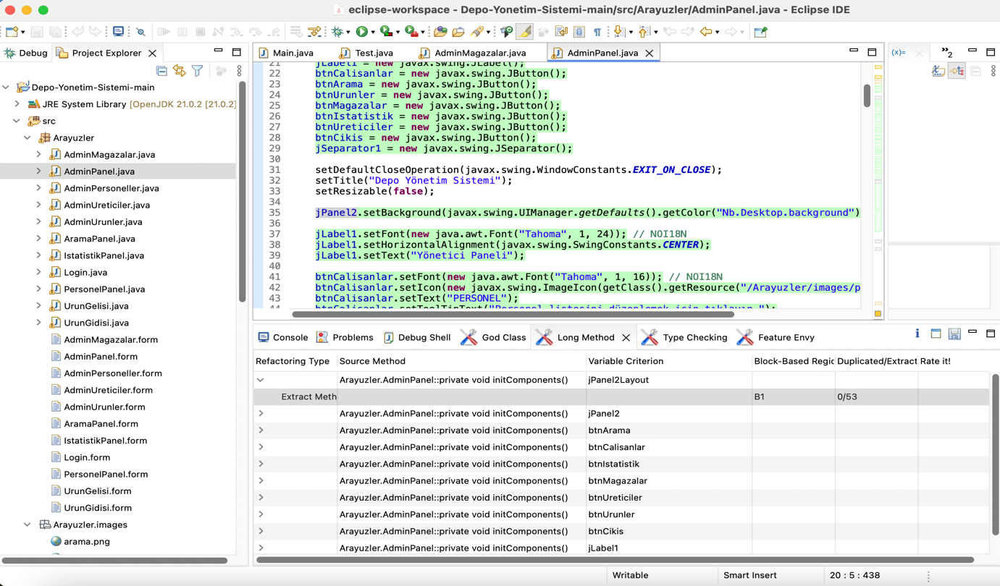 eclipse-workspace - Depo-Yonetim-Sistemi-main/src/Arayuzler/AdminPanel.java - Eclipse IDE
Debug
Project Explorer
Depo-Yonetim-Sistemi-main
JRE System Library [OpenJDK 21.0.2 [21.0.2]
src
Arayuzler
AdminMagazalar.java
AdminPanel.java
AdminPersoneller.java
AdminUreticiler.java
AdminUrunler.java
AramaPanel.java
IstatistikPanel.java
Login.java
PersonelPanel.java
UrunGelisi.java
UrunGidisi.java
AdminMagazalar.form
AdminPanel.form
AdminPersoneller.form
AdminUreticiler.form
AdminUrunler.form
AramaPanel.form
IstatistikPanel.form
Login.form
PersonelPanel.form
UrunGelisi.form
UrunGidisi.form
Arayuzler.images
arama.png
Main.java
Test.java
AdminMagazalar.java
AdminPanel.java
21 jLabel1 = new javax.swing.JLabel();
22 btnCalisanlar = new javax.swing.JButton();
23 btnArama = new javax.swing.JButton();
24 btnUrunler = new javax.swing.JButton();
25 btnMagazalar = new javax.swing.JButton();
26 btnIstatistik = new javax.swing.JButton();
27 btnUreticiler = new javax.swing.JButton();
28 btnCikis = new javax.swing.JButton();
29 jSeparator1 = new javax.swing.JSeparator();
30
31 setDefaultCloseOperation(javax.swing.WindowConstants.EXIT_ON_CLOSE);
32 setTitle("Depo Yönetim Sistemi");
33 setResizable(false);
34
35 jPanel2.setBackground(javax.swing.UIManager.getDefaults().getColor("Nb.Desktop.background")
36
37 jLabel1.setFont(new java.awt.Font("Tahoma", 1, 24)); // NOI18N
38 jLabel1.setHorizontalAlignment(javax.swing.SwingConstants.CENTER);
39 jLabel1.setText("Yönetici Paneli");
40
41 btnCalisanlar.setFont(new java.awt.Font("Tahoma", 1, 16)); // NOI18N
42 btnCalisanlar.setIcon(new javax.swing.ImageIcon(getClass().getResource("/Arayuzler/images/p
43 btnCalisanlar.setText("PERSONEL");
44 btnCalisanlar.setToolTipText("Personel listesini düzenlemek için tıklayın.");
(x)=
»2
Console
Problems
Debug Shell
God Class
Long Method
Type Checking
Feature Envy
Refactoring Type Source Method Variable Criterion Block-Based Regic Duplicated/Extract Rate it!
Arayuzler.AdminPanel::private void initComponents() jPanel2Layout
Extract Meth B1 0/53
Arayuzler.AdminPanel::private void initComponents() jPanel2
Arayuzler.AdminPanel::private void initComponents() btnArama
Arayuzler.AdminPanel::private void initComponents() btnCalisanlar
Arayuzler.AdminPanel::private void initComponents() btnIstatistik
Arayuzler.AdminPanel::private void initComponents() btnMagazalar
Arayuzler.AdminPanel::private void initComponents() btnUreticiler
Arayuzler.AdminPanel::private void initComponents() btnUrunler
Arayuzler.AdminPanel::private void initComponents() btnCikis
Arayuzler.AdminPanel::private void initComponents() jLabel1
Writable
Smart Insert
20 : 5 : 438